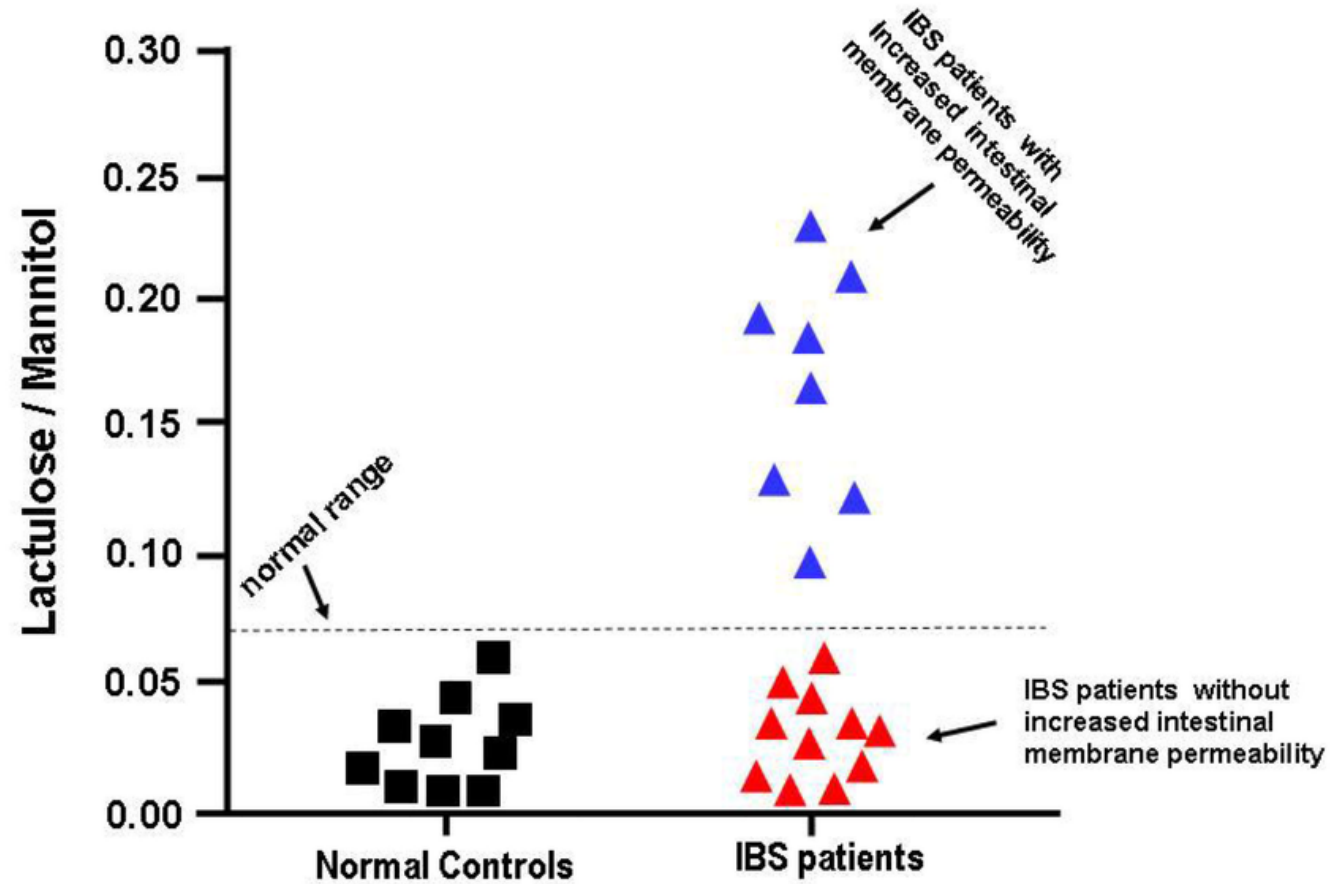 0.30
0.25
0.20
0.15
0.10
0.05
0.00
Lactulose / Mannitol
normal range
IBS patients with
Increased intestinal
membrane permeability
IBS patients without
increased intestinal
membrane permeability
Normal Controls
IBS patients